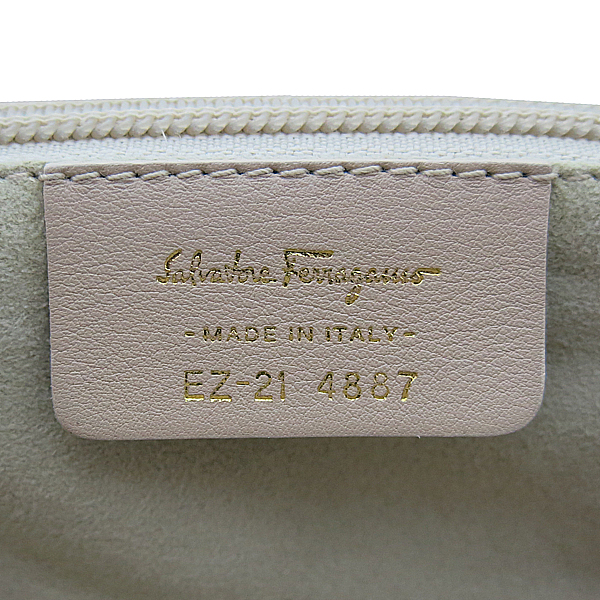 Salvatore Ferragamo
- MADE IN ITALY -
EZ-21 4887